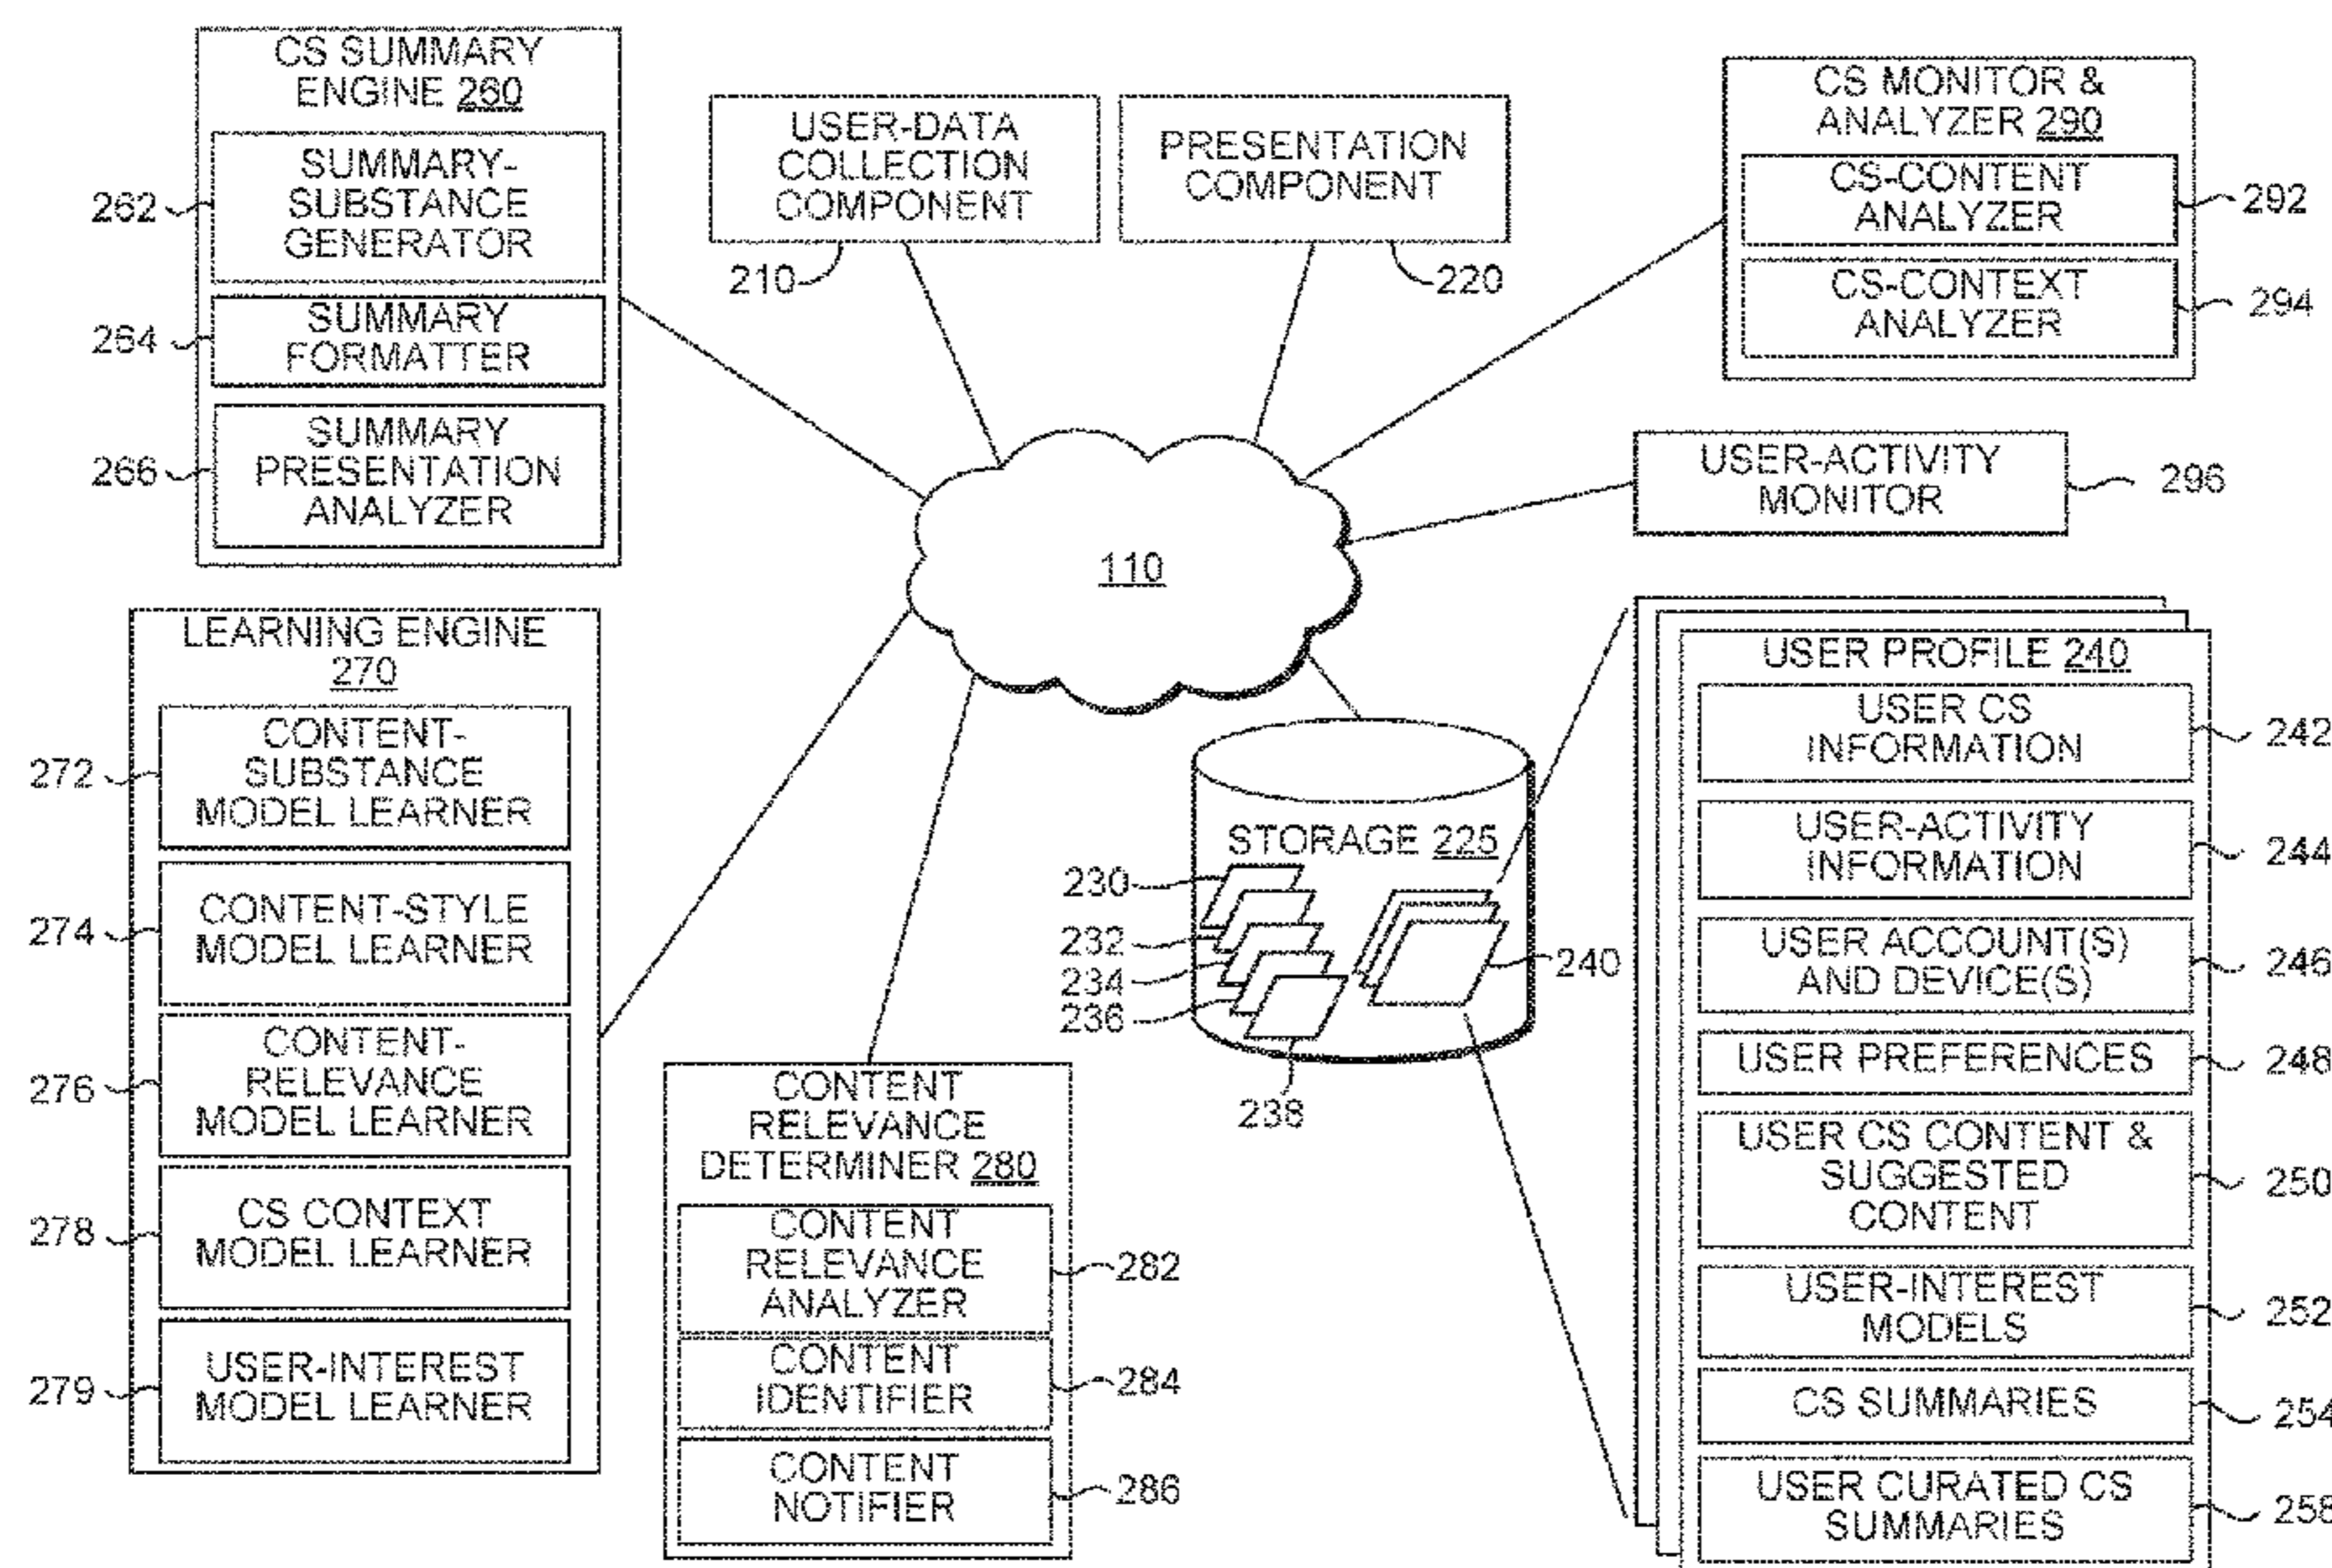 CS SUMMARY
ENGINE 260
SUMMARY-
SUBSTANCE
GENERATOR
262
SUMMARY
FORMATTER
264
SUMMARY
PRESENTATION
ANALYZER
266
USER-DATA
COLLECTION
COMPONENT
210
PRESENTATION
COMPONENT
220
CS MONITOR &
ANALYZER 290
CS-CONTENT
ANALYZER
292
CS-CONTEXT
ANALYZER
294
USER-ACTIVITY
MONITOR
296
110
LEARNING ENGINE
270
CONTENT-
SUBSTANCE
MODEL LEARNER
272
CONTENT-STYLE
MODEL LEARNER
274
CONTENT-
RELEVANCE
MODEL LEARNER
276
CS CONTEXT
MODEL LEARNER
278
USER-INTEREST
MODEL LEARNER
279
CONTENT
RELEVANCE
DETERMINER 280
CONTENT
RELEVANCE
ANALYZER
282
CONTENT
IDENTIFIER
284
CONTENT
NOTIFIER
286
STORAGE 225
230
232
234
236
238
240
USER PROFILE 240
USER CS
INFORMATION
242
USER-ACTIVITY
INFORMATION
244
USER ACCOUNT(S)
AND DEVICE(S)
246
USER PREFERENCES
248
USER CS CONTENT &
SUGGESTED
CONTENT
250
USER-INTEREST
MODELS
252
CS SUMMARIES
254
USER CURATED CS
SUMMARIES
258